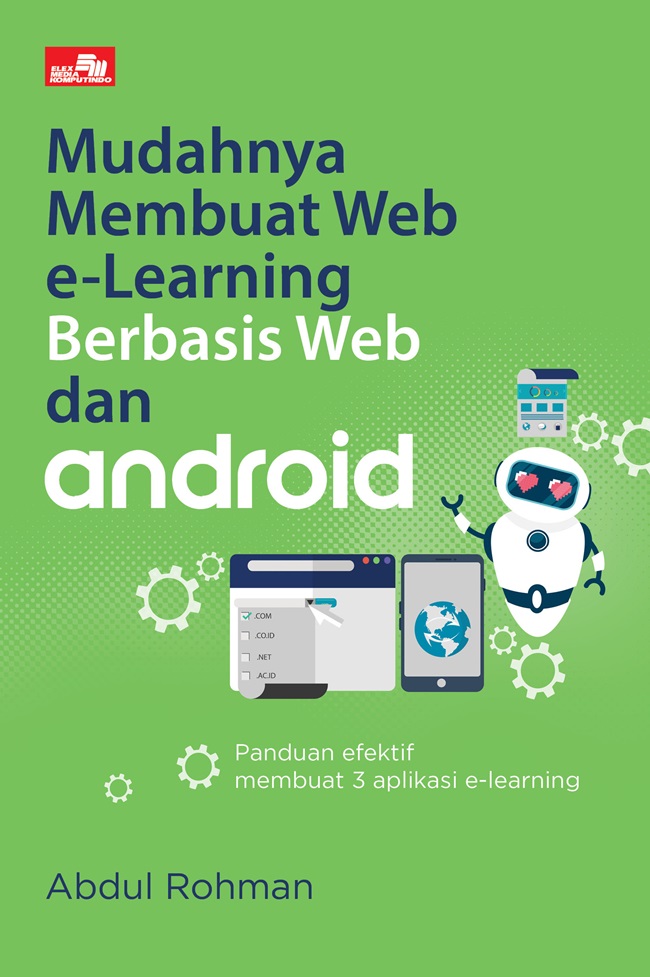 ELEX
MEDIA
KOMPUTINDO
Mudahnya
Membuat Web
e-Learning
Berbasis Web
dan
android
.COM
.CO.ID
.NET
.AC.ID
Panduan efektif
membuat 3 aplikasi e-learning
Abdul Rohman